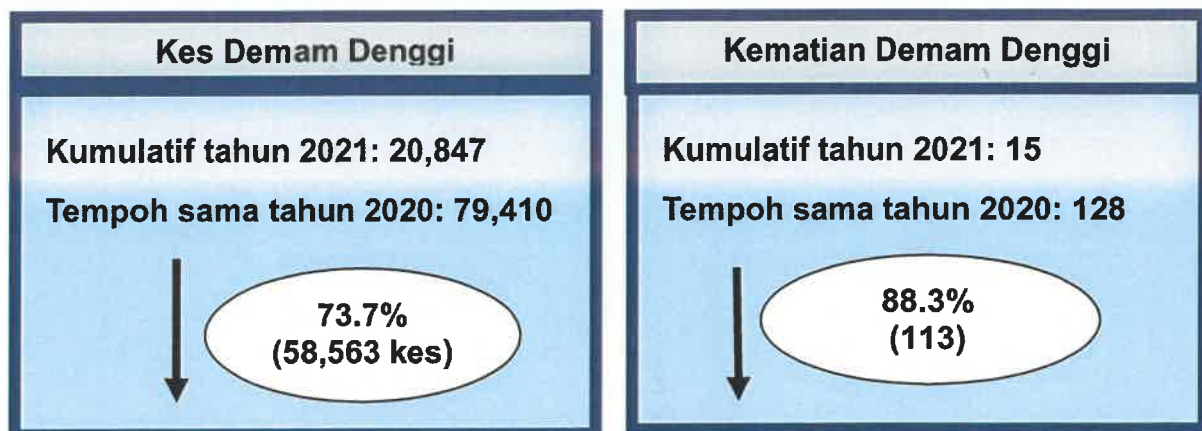 Kes Demam Denggi
Kumulatif tahun 2021: 20,847
Tempoh sama tahun 2020: 79,410
73.7%
(58,563 kes)
Kematian Demam Denggi
Kumulatif tahun 2021: 15
Tempoh sama tahun 2020: 128
88.3%
(113)